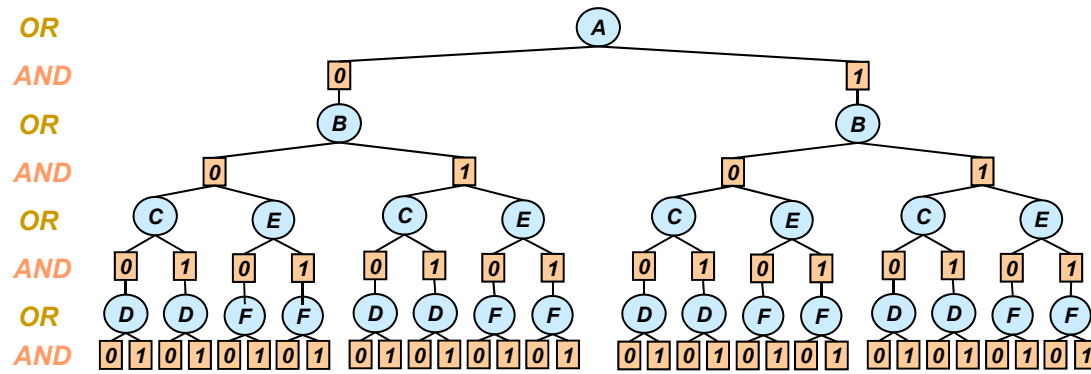 OR A
AND 0 1
OR B B
AND 0 1 0 1
OR C E C E C E C E
AND 0 1 0 1 0 1 0 1 0 1 0 1 0 1 0 1
OR D D F F D D F F D D F F D D F F
AND 0 1 0 1 0 1 0 1 0 1 0 1 0 1 0 1 0 1 0 1 0 1 0 1 0 1 0 1 0 1 0 1